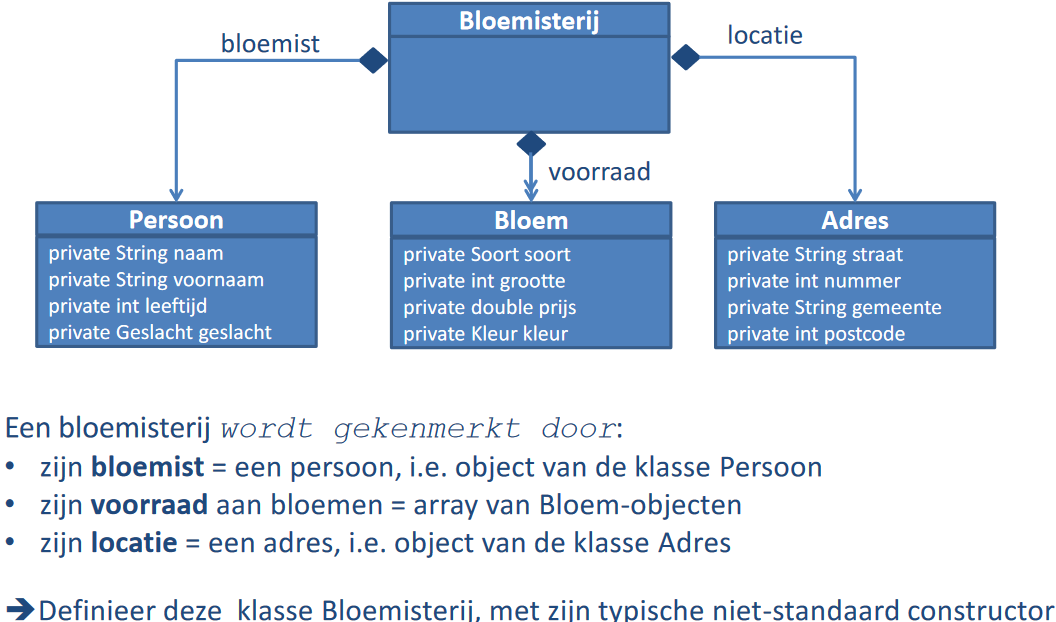 Bloemisterij
bloemist
locatie
voorraad
Persoon
private String naam
private String voornaam
private int leeftijd
private Geslacht geslacht
Bloem
private Soort soort
private int grootte
private double prijs
private Kleur kleur
Adres
private String straat
private int nummer
private String gemeente
private int postcode
Een bloemisterij wordt gekenmerkt door:
• zijn bloemist = een persoon, i.e. object van de klasse Persoon
• zijn voorraad aan bloemen = array van Bloem-objecten
• zijn locatie = een adres, i.e. object van de klasse Adres
➔ Definieer deze klasse Bloemisterij, met zijn typische niet-standaard constructor